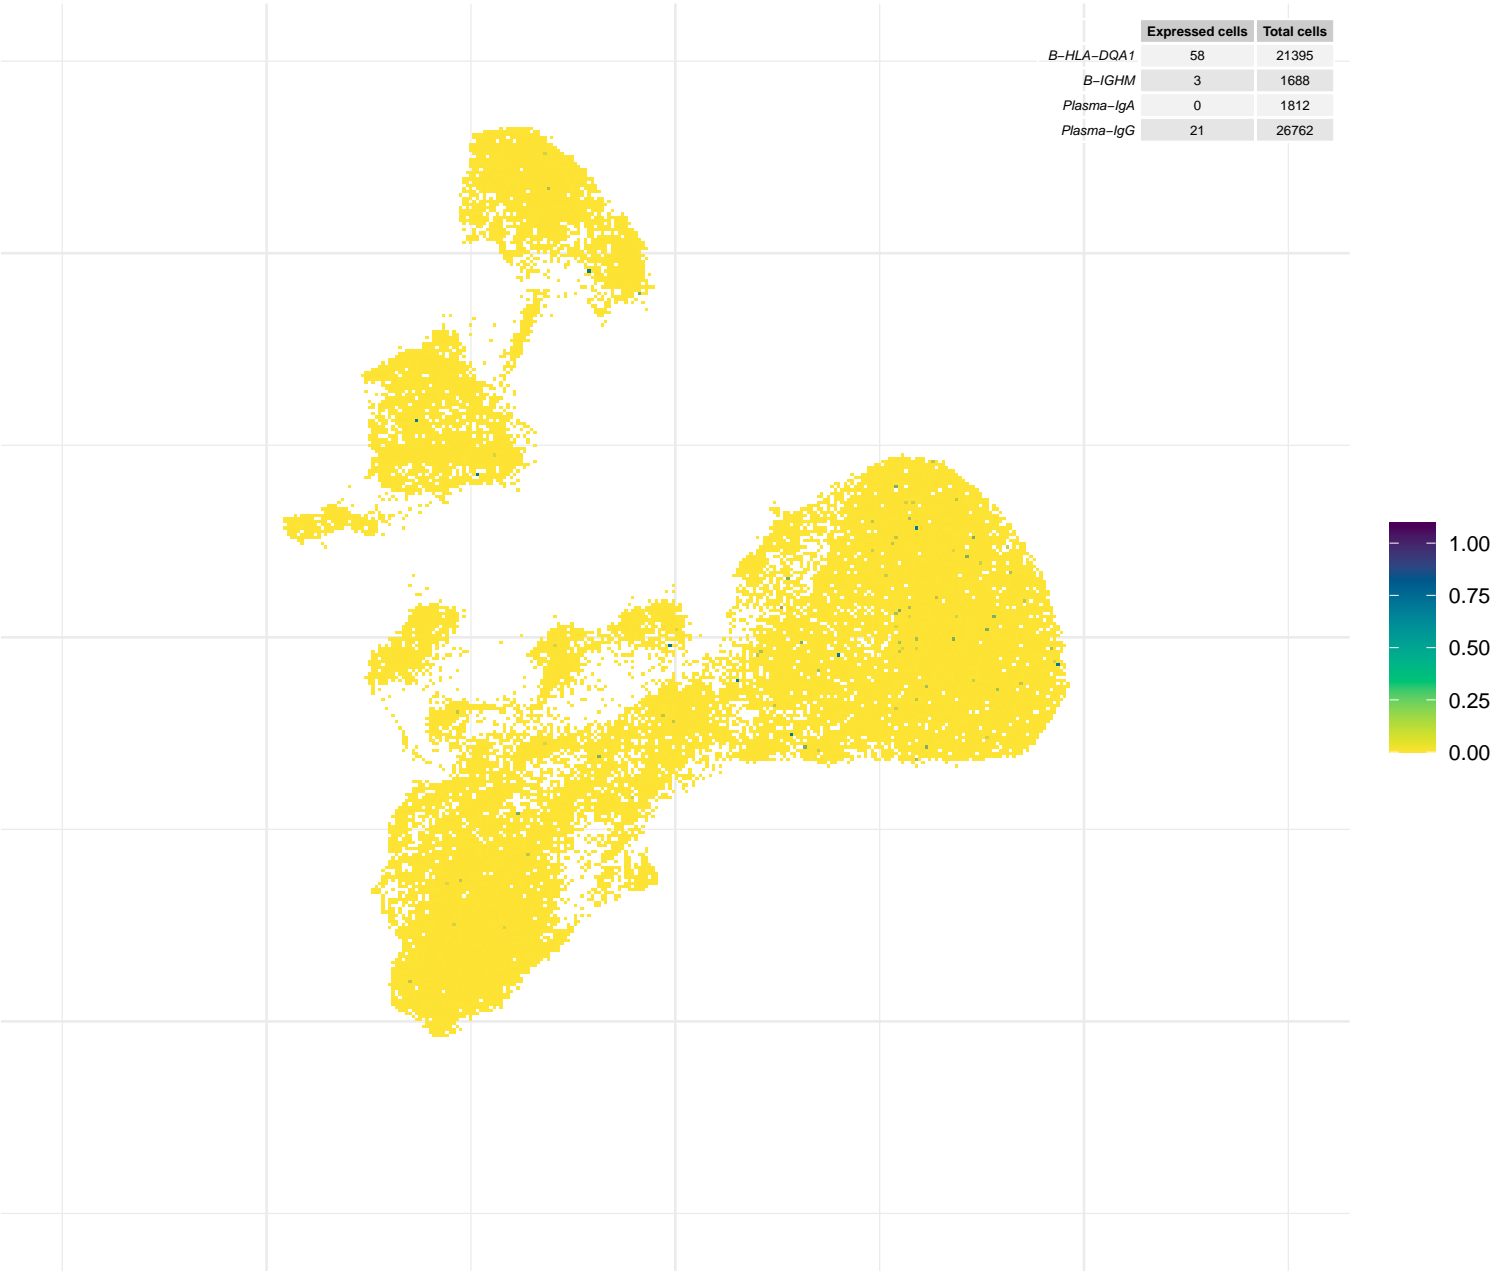 Expressed cells Total cells
B−HLA−DQA1 58 21395
B−IGHM 3 1688
Plasma−IgA 0 1812
Plasma−IgG 21 26762
1.00
0.75
0.50
0.25
0.00